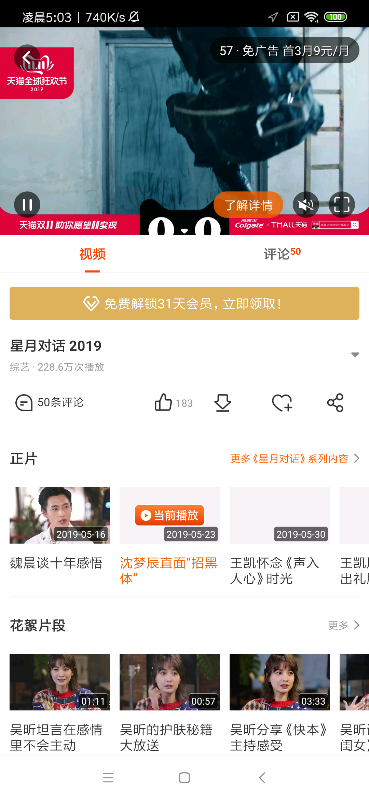 凌晨5:03 | 740K/s
100
57 · 免广告 首3月9元/月
天猫全球狂欢节
2019
了解详情
天猫双11 助你愿望11实现
Colgate
TMALL天猫
视频
评论50
免费解锁31天会员，立即领取！
星月对话 2019
综艺 · 228.6万次播放
50条评论
183
正片
更多《星月对话》系列内容
当前播放
2019-05-16
2019-05-23
2019-05-30
魏晨谈十年感悟
沈梦辰直面“招黑体”
王凯怀念《声入人心》时光
王凯
出礼
花絮片段
更多
01:11
00:57
03:33
吴昕坦言在感情里不会主动
吴昕的护肤秘籍大放送
吴昕分享《快本》主持感受
吴昕
闺女